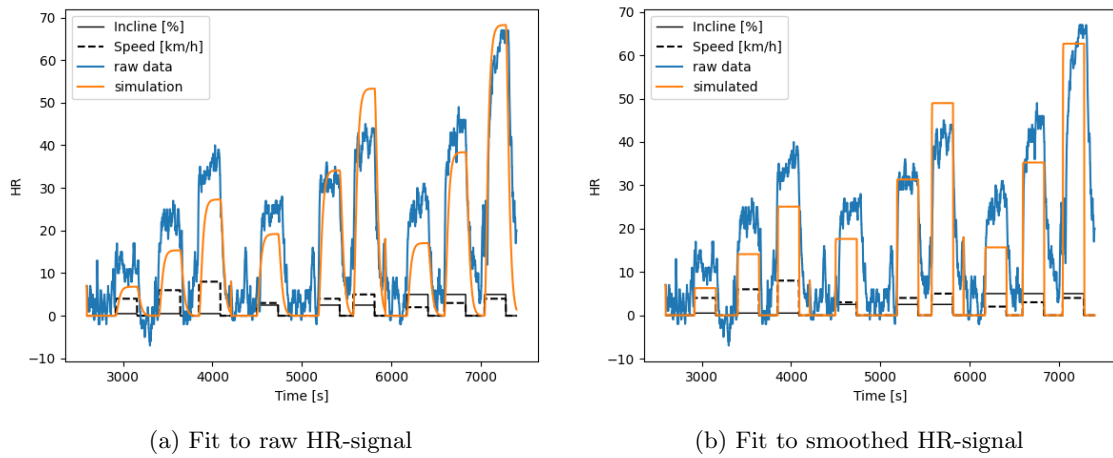 70
60
50
40
30
20
10
0
−10
HR
Incline [%]
Speed [km/h]
raw data
simulation
3000 4000 5000 6000 7000
Time [s]
(a) Fit to raw HR-signal
70
60
50
40
30
20
10
0
−10
HR
Incline [%]
Speed [km/h]
raw data
simulated
3000 4000 5000 6000 7000
Time [s]
(b) Fit to smoothed HR-signal